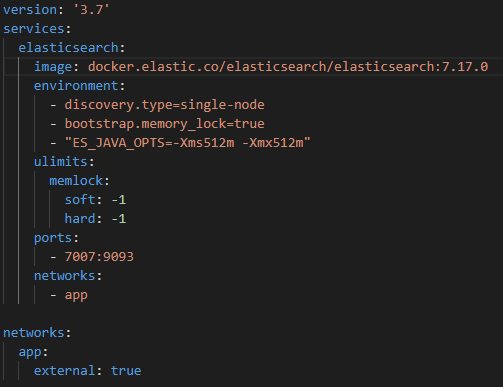 version: '3.7'
services:
  elasticsearch:
    image: docker.elastic.co/elasticsearch/elasticsearch:7.17.0
    environment:
      - discovery.type=single-node
      - bootstrap.memory_lock=true
      - "ES_JAVA_OPTS=-Xms512m -Xmx512m"
    ulimits:
      memlock:
        soft: -1
        hard: -1
    ports:
      - 7007:9093
    networks:
      - app

networks:
  app:
    external: true